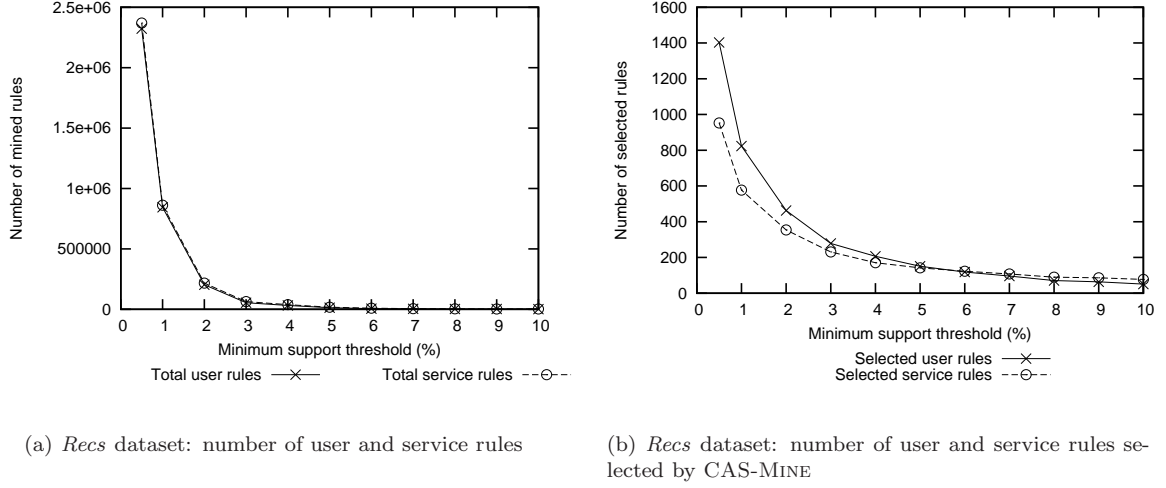 Number of mined rules
2.5e+06
2e+06
1.5e+06
1e+06
500000
0
0 1 2 3 4 5 6 7 8 9 10
Minimum support threshold (%)
Total user rules
Total service rules
Number of selected rules
1600
1400
1200
1000
800
600
400
200
0
0 1 2 3 4 5 6 7 8 9 10
Minimum support threshold (%)
Selected user rules
Selected service rules
(a) Recs dataset: number of user and service rules
(b) Recs dataset: number of user and service rules se-
lected by CAS-MINE